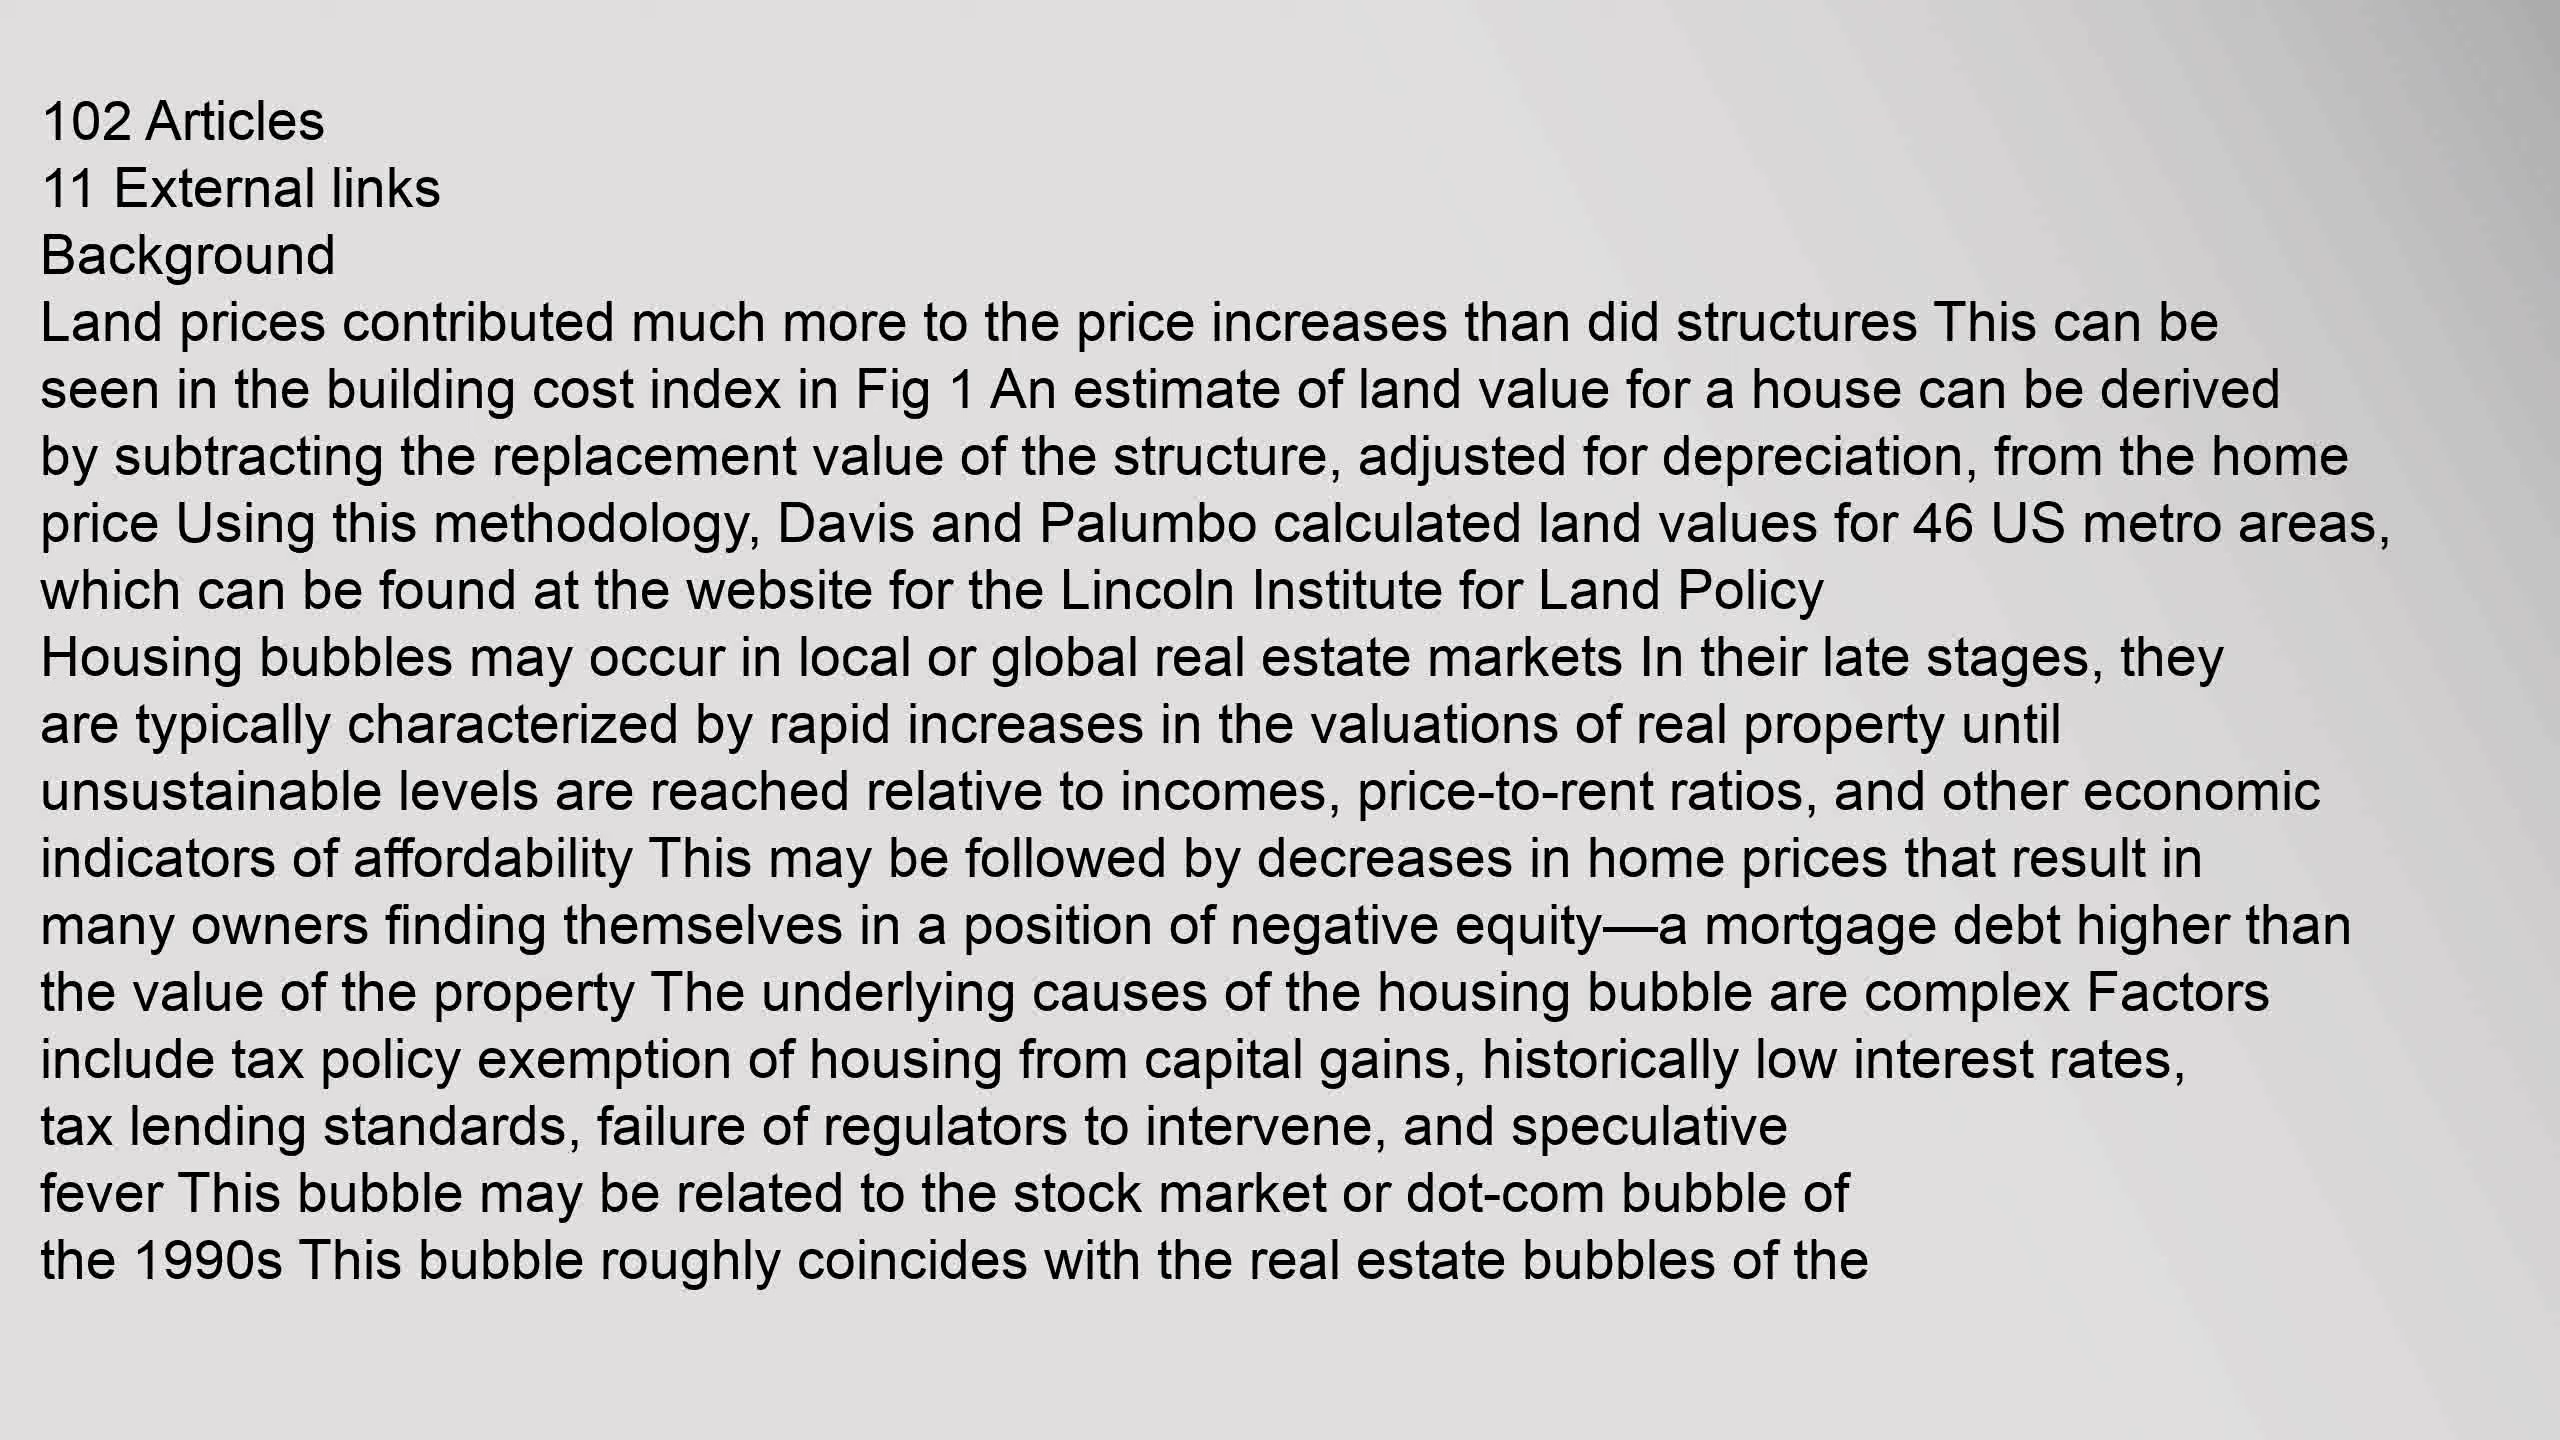 102 Articles
11 External links
Background
Land prices contributed much more to the price increases than did structures This can be
seen in the building cost index in Fig 1 An estimate of land value for a house can be derived
by subtracting the replacement value of the structure, adjusted for depreciation, from the home
price Using this methodology, Davis and Palumbo calculated land values for 46 US metro areas,
which can be found at the website for the Lincoln Institute for Land Policy
Housing bubbles may occur in local or global real estate markets In their late stages, they
are typically characterized by rapid increases in the valuations of real property until
unsustainable levels are reached relative to incomes, price-to-rent ratios, and other economic
indicators of affordability This may be followed by decreases in home prices that result in
many owners finding themselves in a position of negative equity—a mortgage debt higher than
the value of the property The underlying causes of the housing bubble are complex Factors
include tax policy exemption of housing from capital gains, historically low interest rates,
tax lending standards, failure of regulators to intervene, and speculative
fever This bubble may be related to the stock market or dot-com bubble of
the 1990s This bubble roughly coincides with the real estate bubbles of the